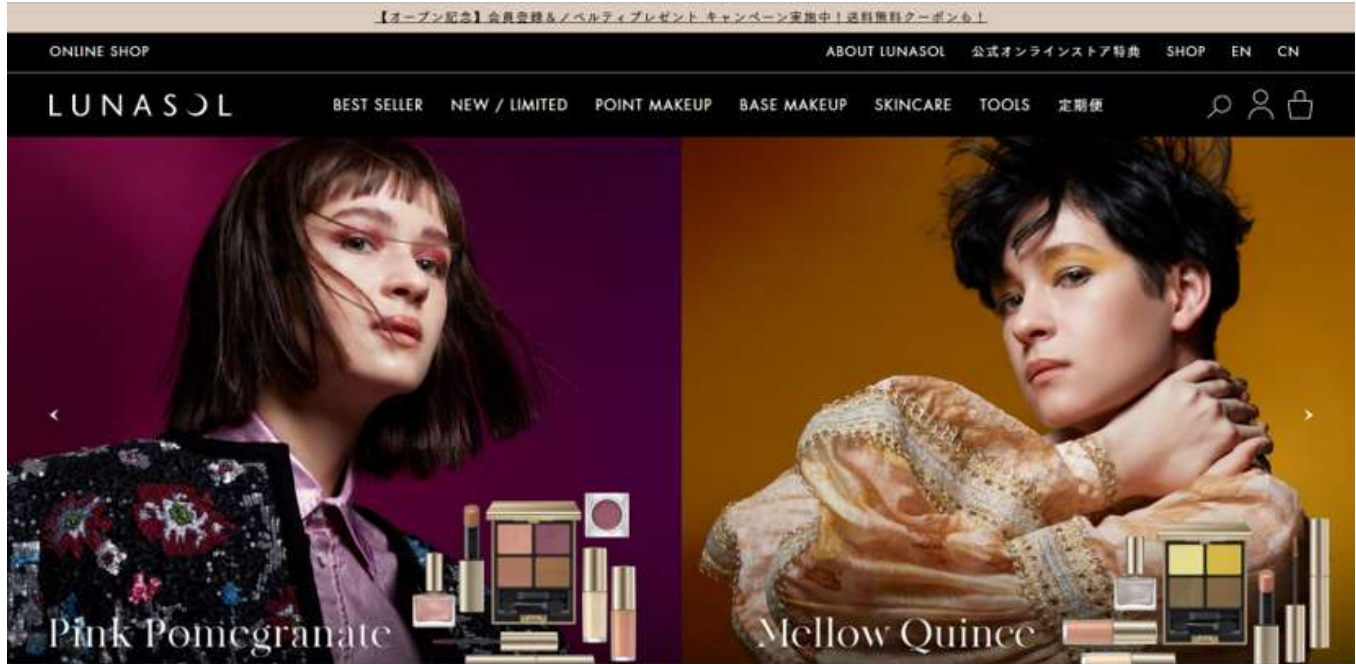 【オープン記念】会員登録&ノベルティプレゼント キャンペーン実施中！送料無料クーポンも！
ONLINE SHOP ABOUT LUNASOL 公式オンラインストア特典 SHOP EN CN
LUNASOL BEST SELLER NEW / LIMITED POINT MAKEUP BASE MAKEUP SKINCARE TOOLS 定期便
Pink Pomegranate Mellow Quince